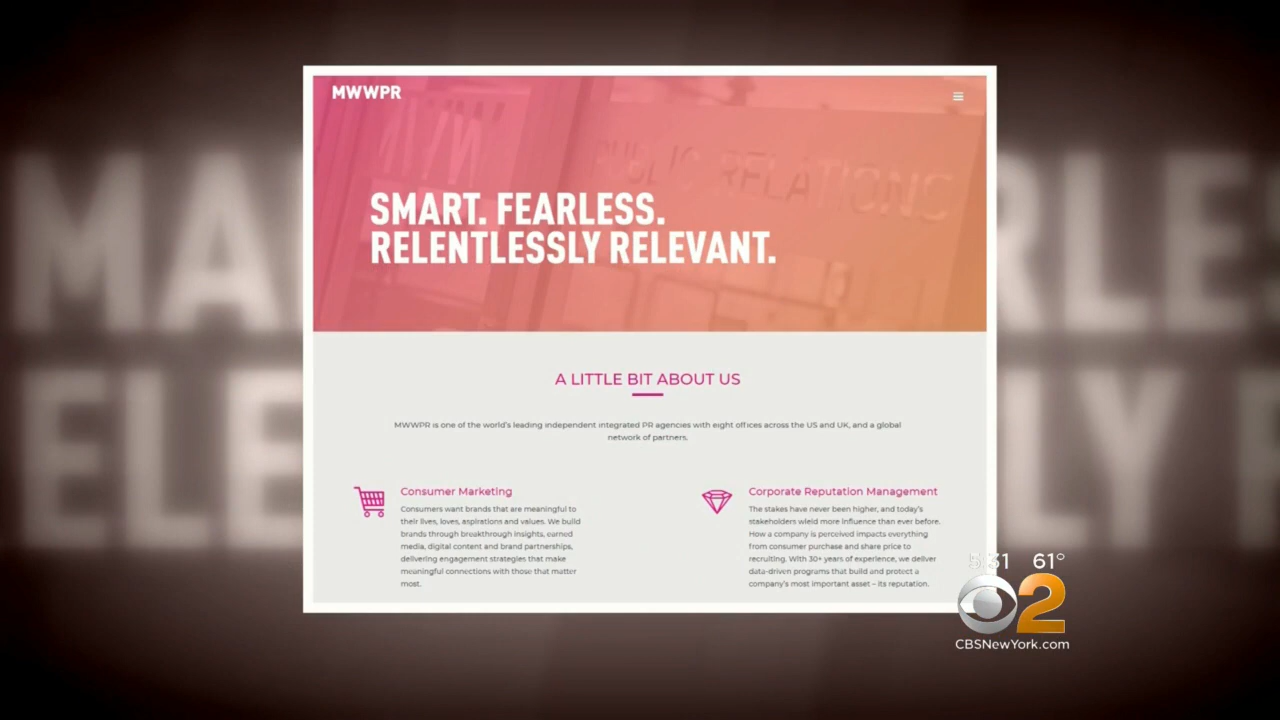 MWWPR
PUBLIC RELATIONS
SMART. FEARLESS.
RELENTLESSLY RELEVANT.
A LITTLE BIT ABOUT US
MWWPR is one of the world's leading independent integrated PR agencies with eight offices across the US and UK, and a global
network of partners.
Consumer Marketing
Consumers want brands that are meaningful to
their lives, loves, aspirations and values. We build
brands through breakthrough insights, earned
media, digital content and brand partnerships,
delivering engagement strategies that make
meaningful connections with those that matter
most.
Corporate Reputation Management
The stakes have never been higher, and today's
stakeholders wield more influence than ever before.
How a company is perceived impacts everything
from consumer purchase and share price to
recruiting. With 30+ years of experience, we deliver
data-driven programs that build and protect a
company's most important asset – its reputation.
5:31 61°
2
CBSNewYork.com